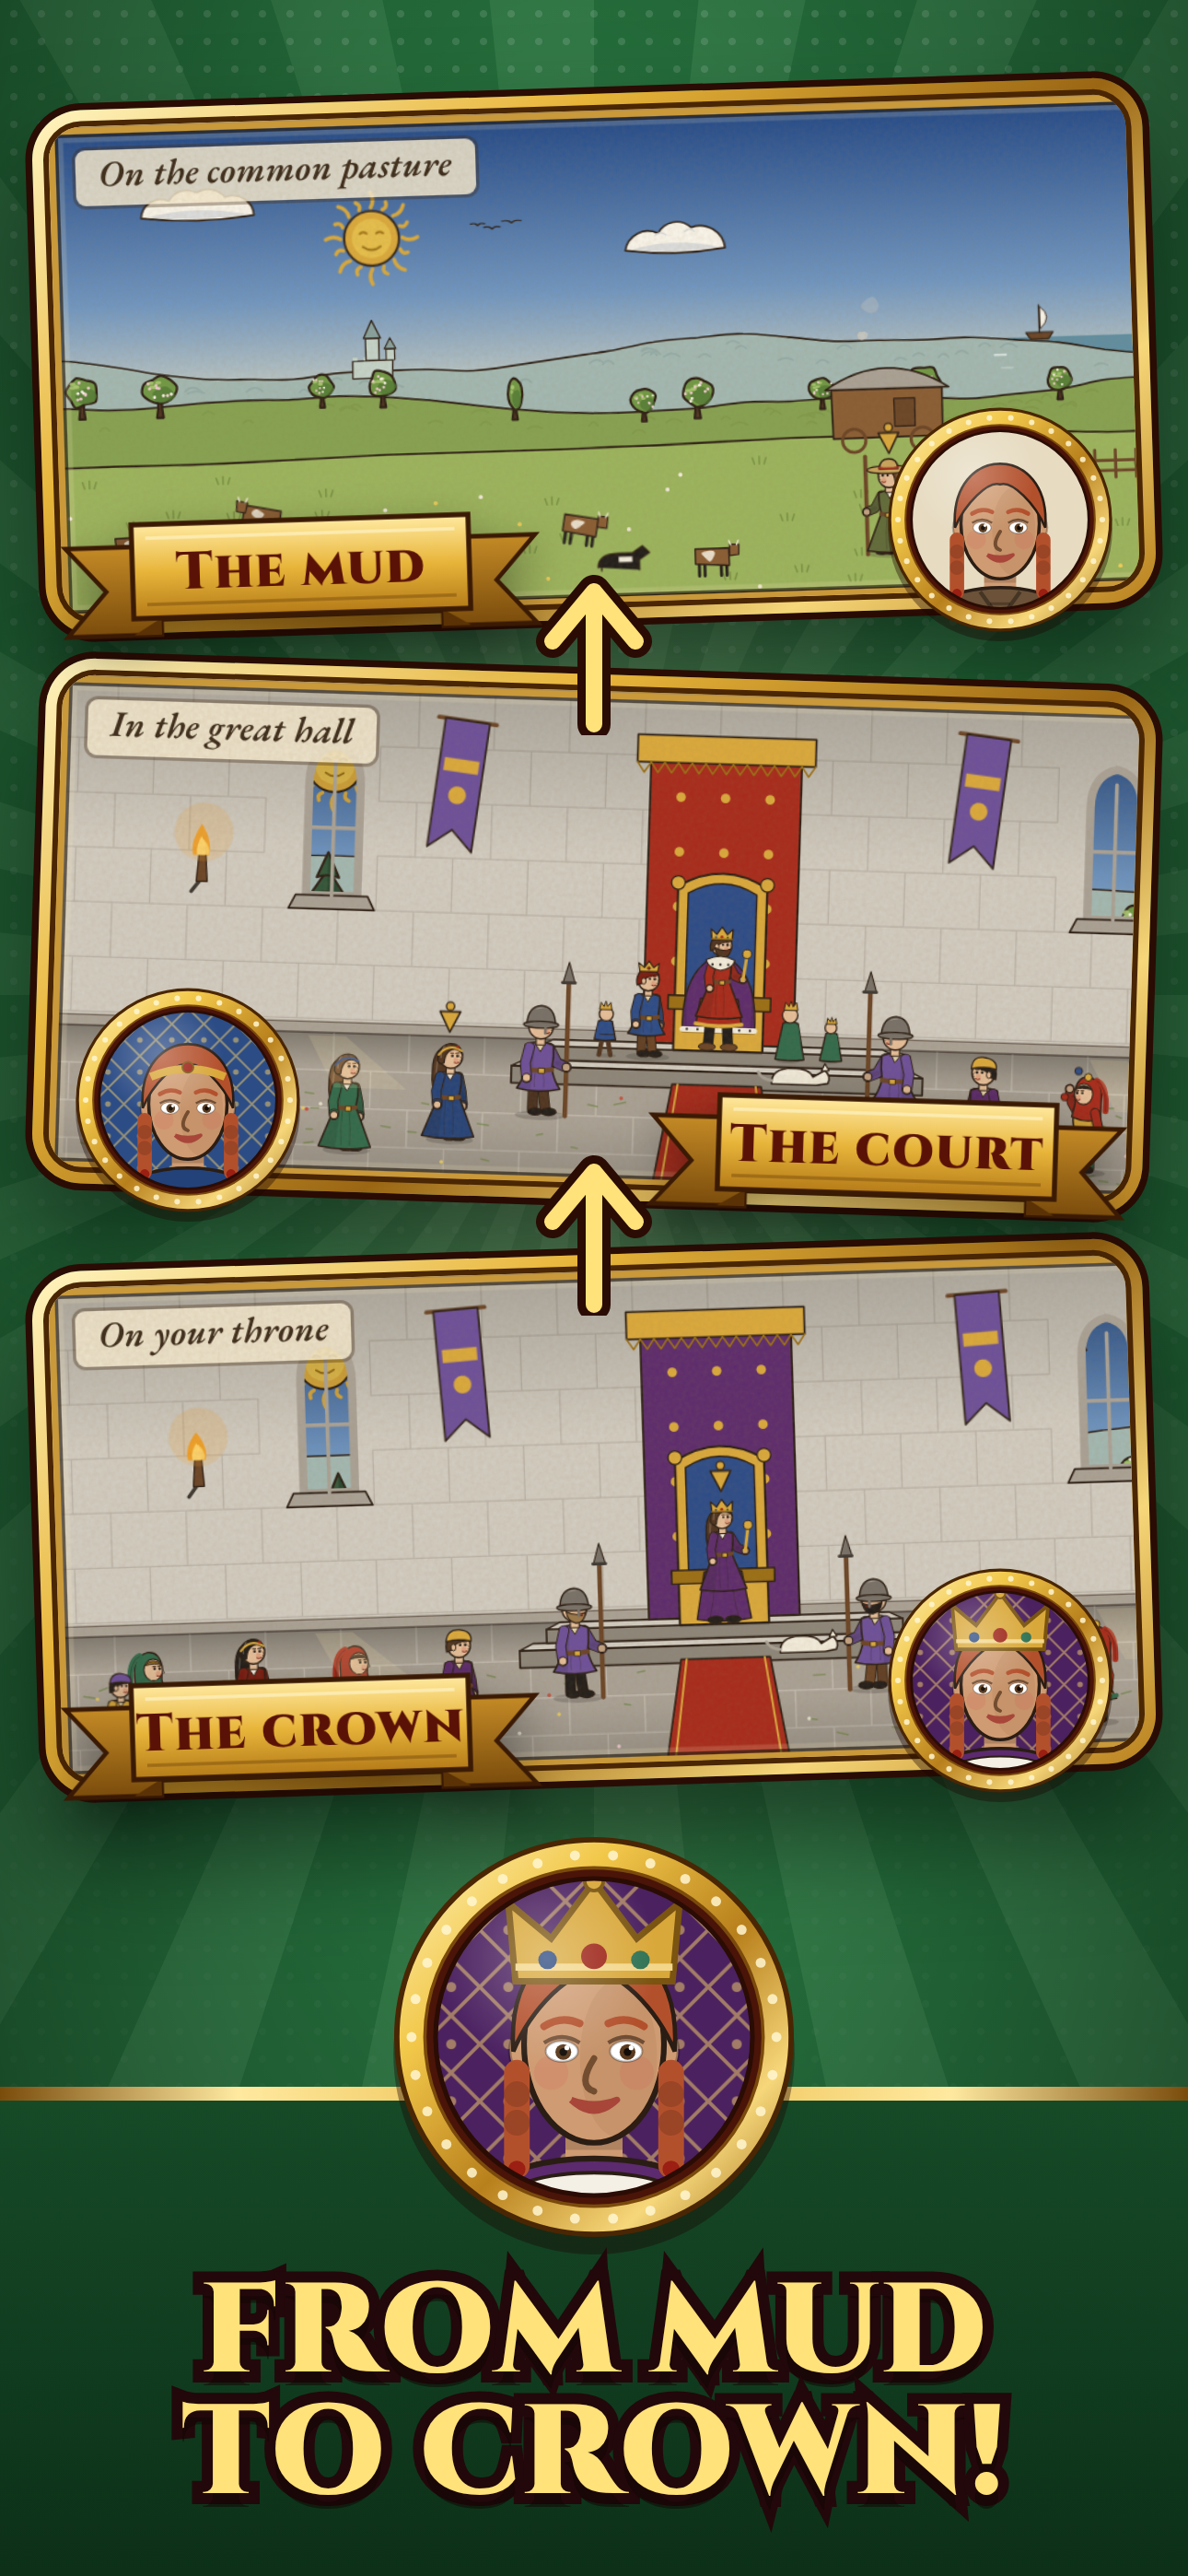 On the common pasture
The mud
In the great hall
The court
On your throne
The crown
FROM MUD
TO CROWN!